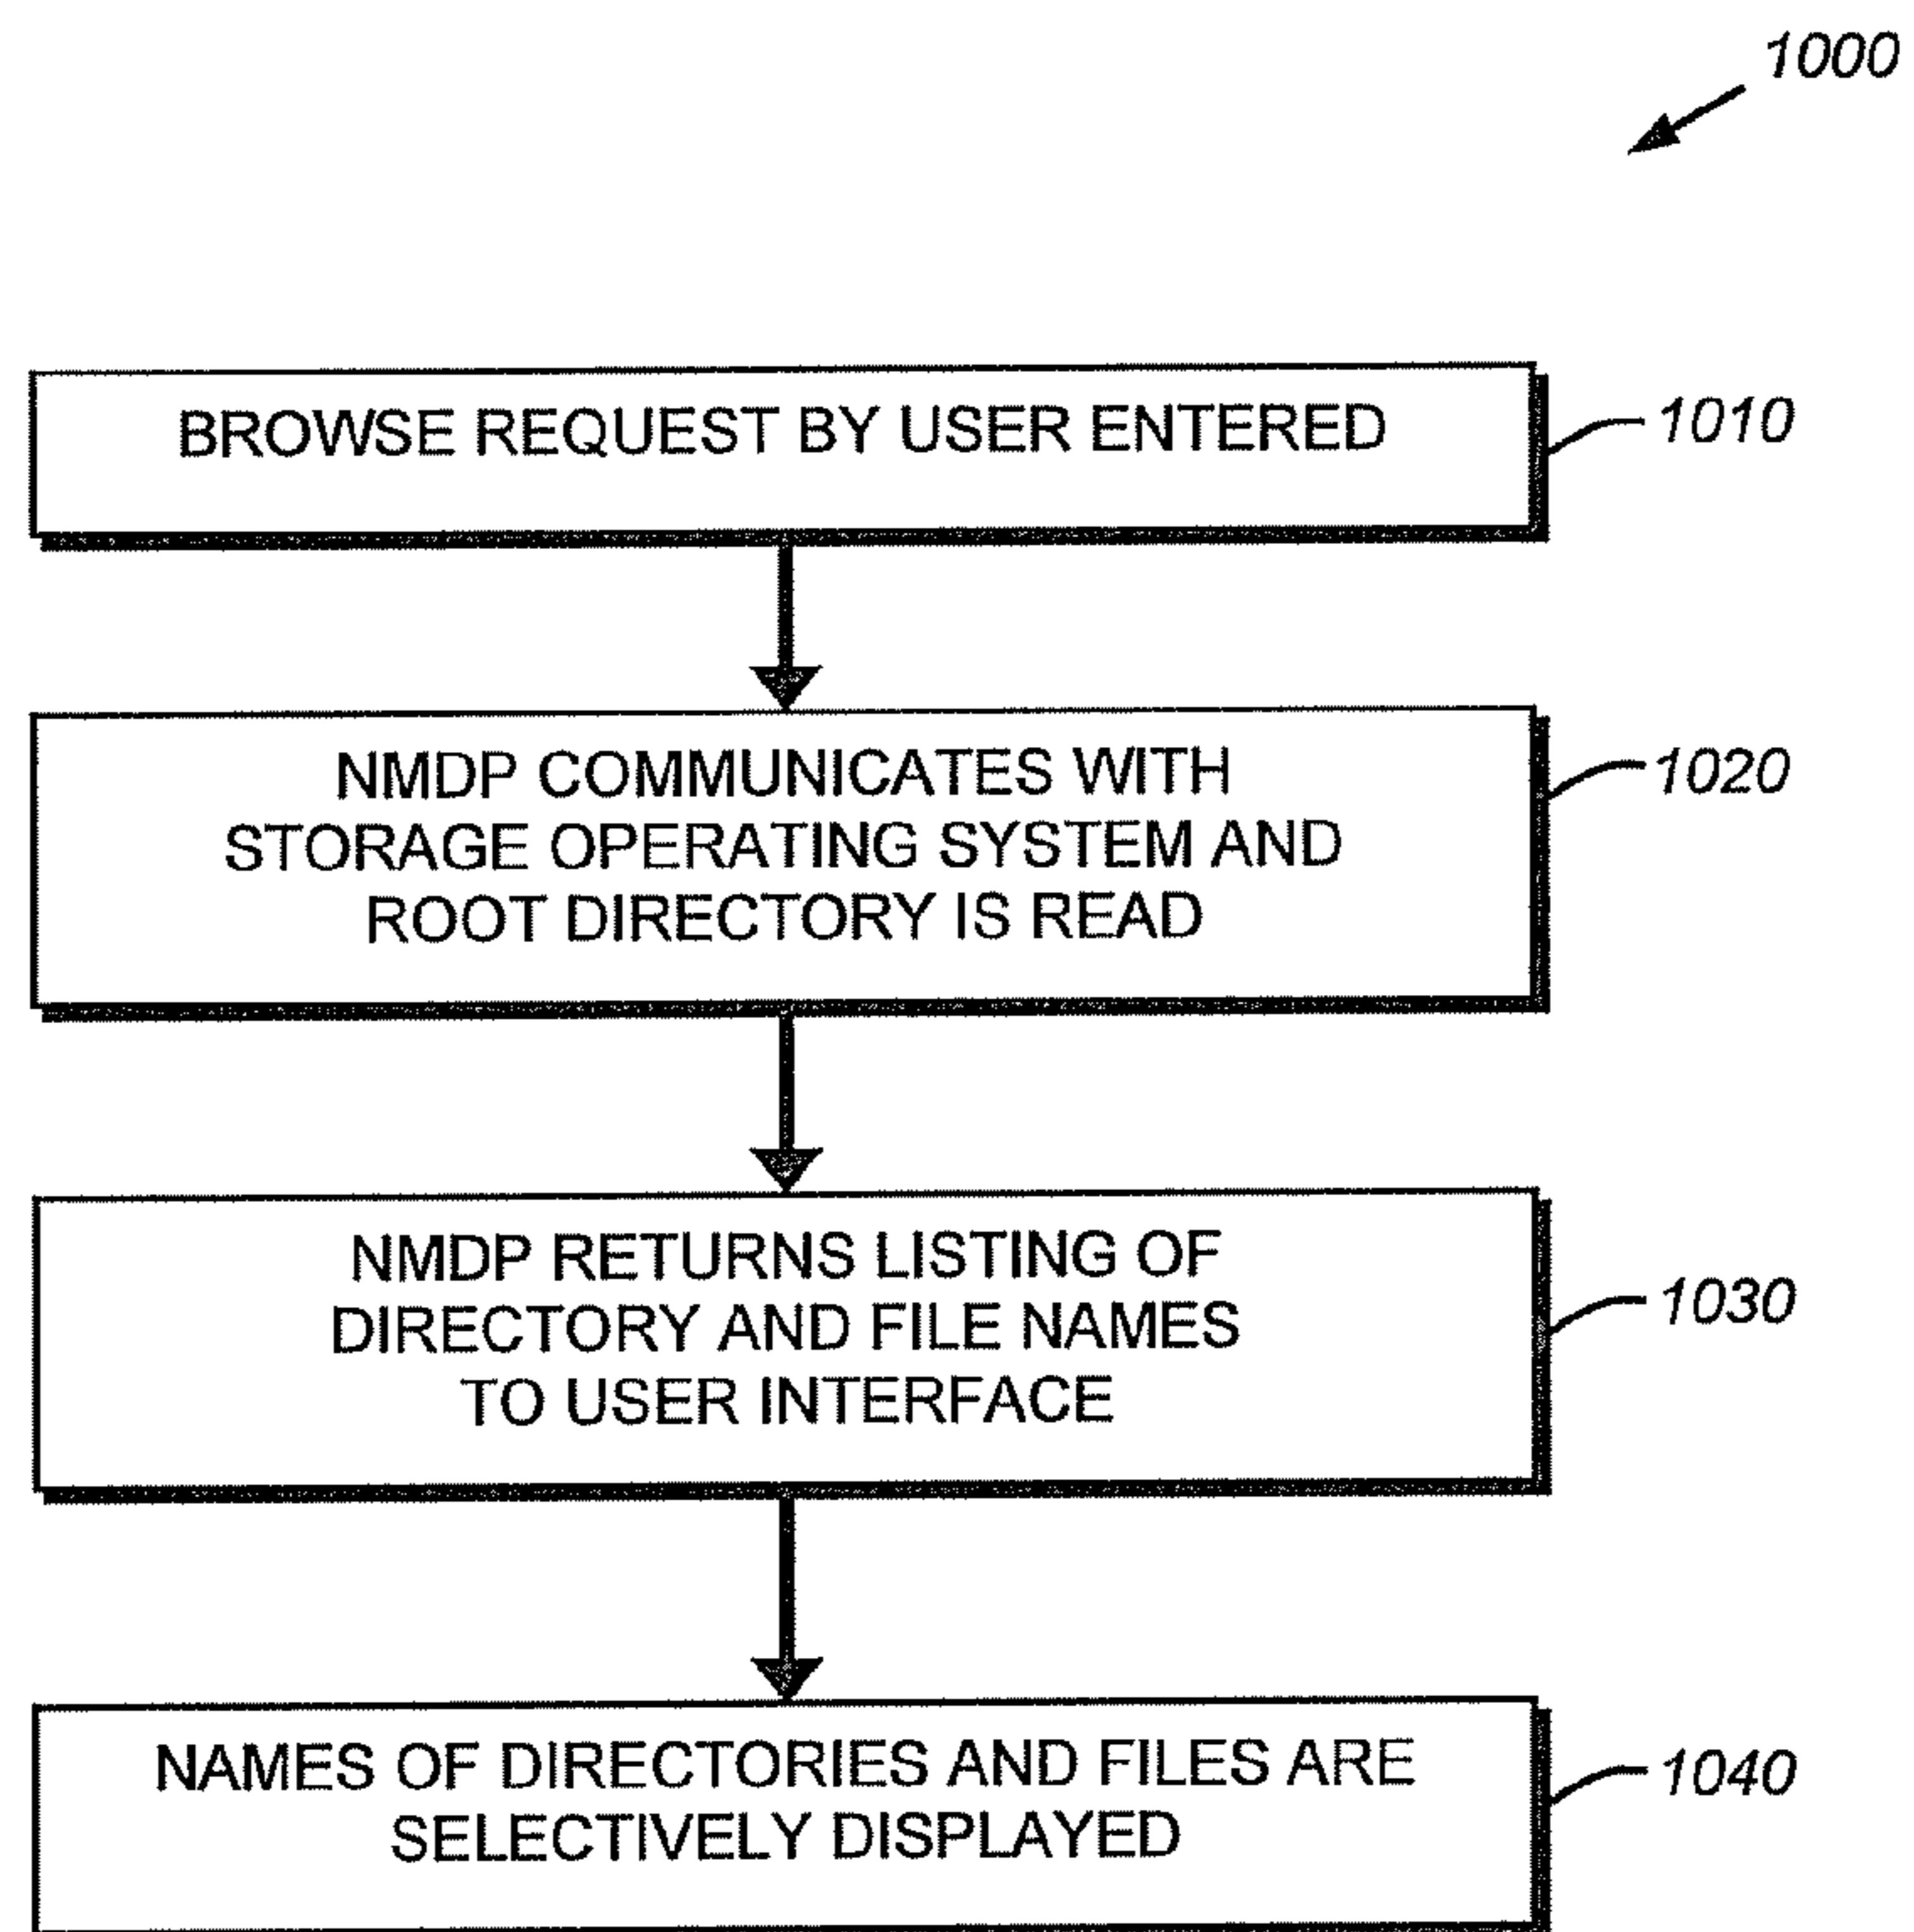 1000
BROWSE REQUEST BY USER ENTERED
1010
NMDP COMMUNICATES WITH
STORAGE OPERATING SYSTEM AND
ROOT DIRECTORY IS READ
1020
NMDP RETURNS LISTING OF
DIRECTORY AND FILE NAMES
TO USER INTERFACE
1030
NAMES OF DIRECTORIES AND FILES ARE
SELECTIVELY DISPLAYED
1040